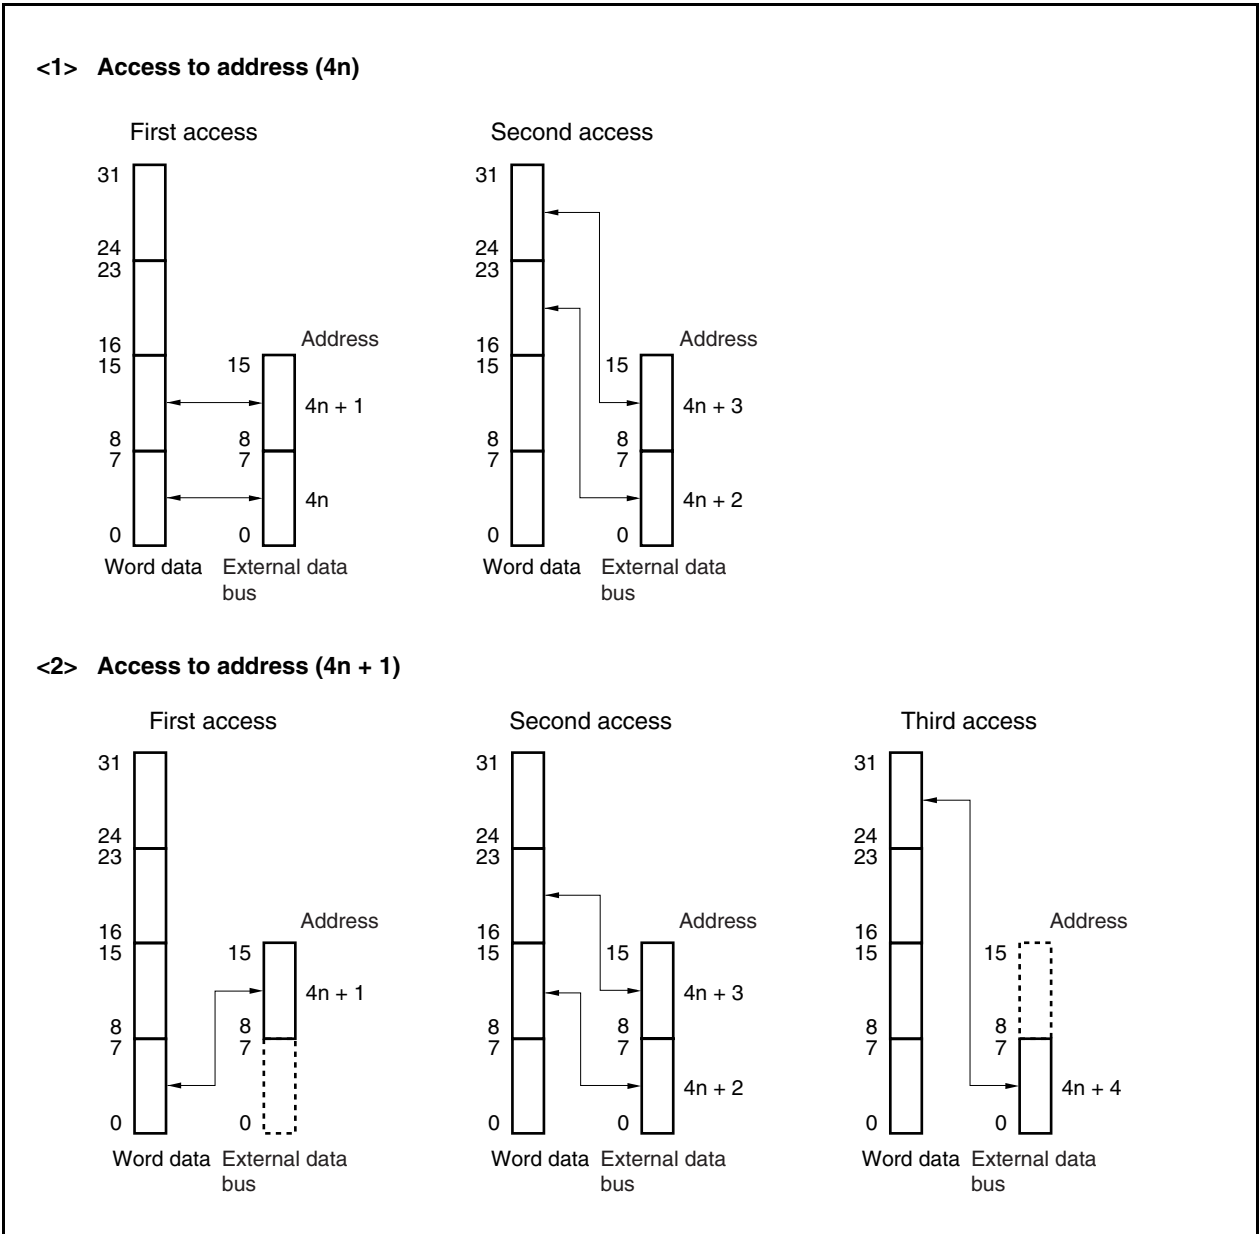 <1> Access to address (4n)
First access
Second access
31
24
23
16
15
8
7
0
15
8
7
0
Address
4n + 1
4n
Word data
External data
bus
31
24
23
16
15
8
7
0
15
8
7
0
Address
4n + 3
4n + 2
Word data
External data
bus
<2> Access to address (4n + 1)
First access
Second access
Third access
31
24
23
16
15
8
7
0
15
8
7
0
Address
4n + 1
Word data
External data
bus
31
24
23
16
15
8
7
0
15
8
7
0
Address
4n + 3
4n + 2
Word data
External data
bus
31
24
23
16
15
8
7
0
15
8
7
0
Address
4n + 4
Word data
External data
bus